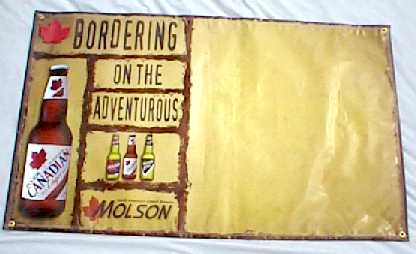 BORDERING
ON THE
ADVENTUROUS
CANADIAN
MOLSON